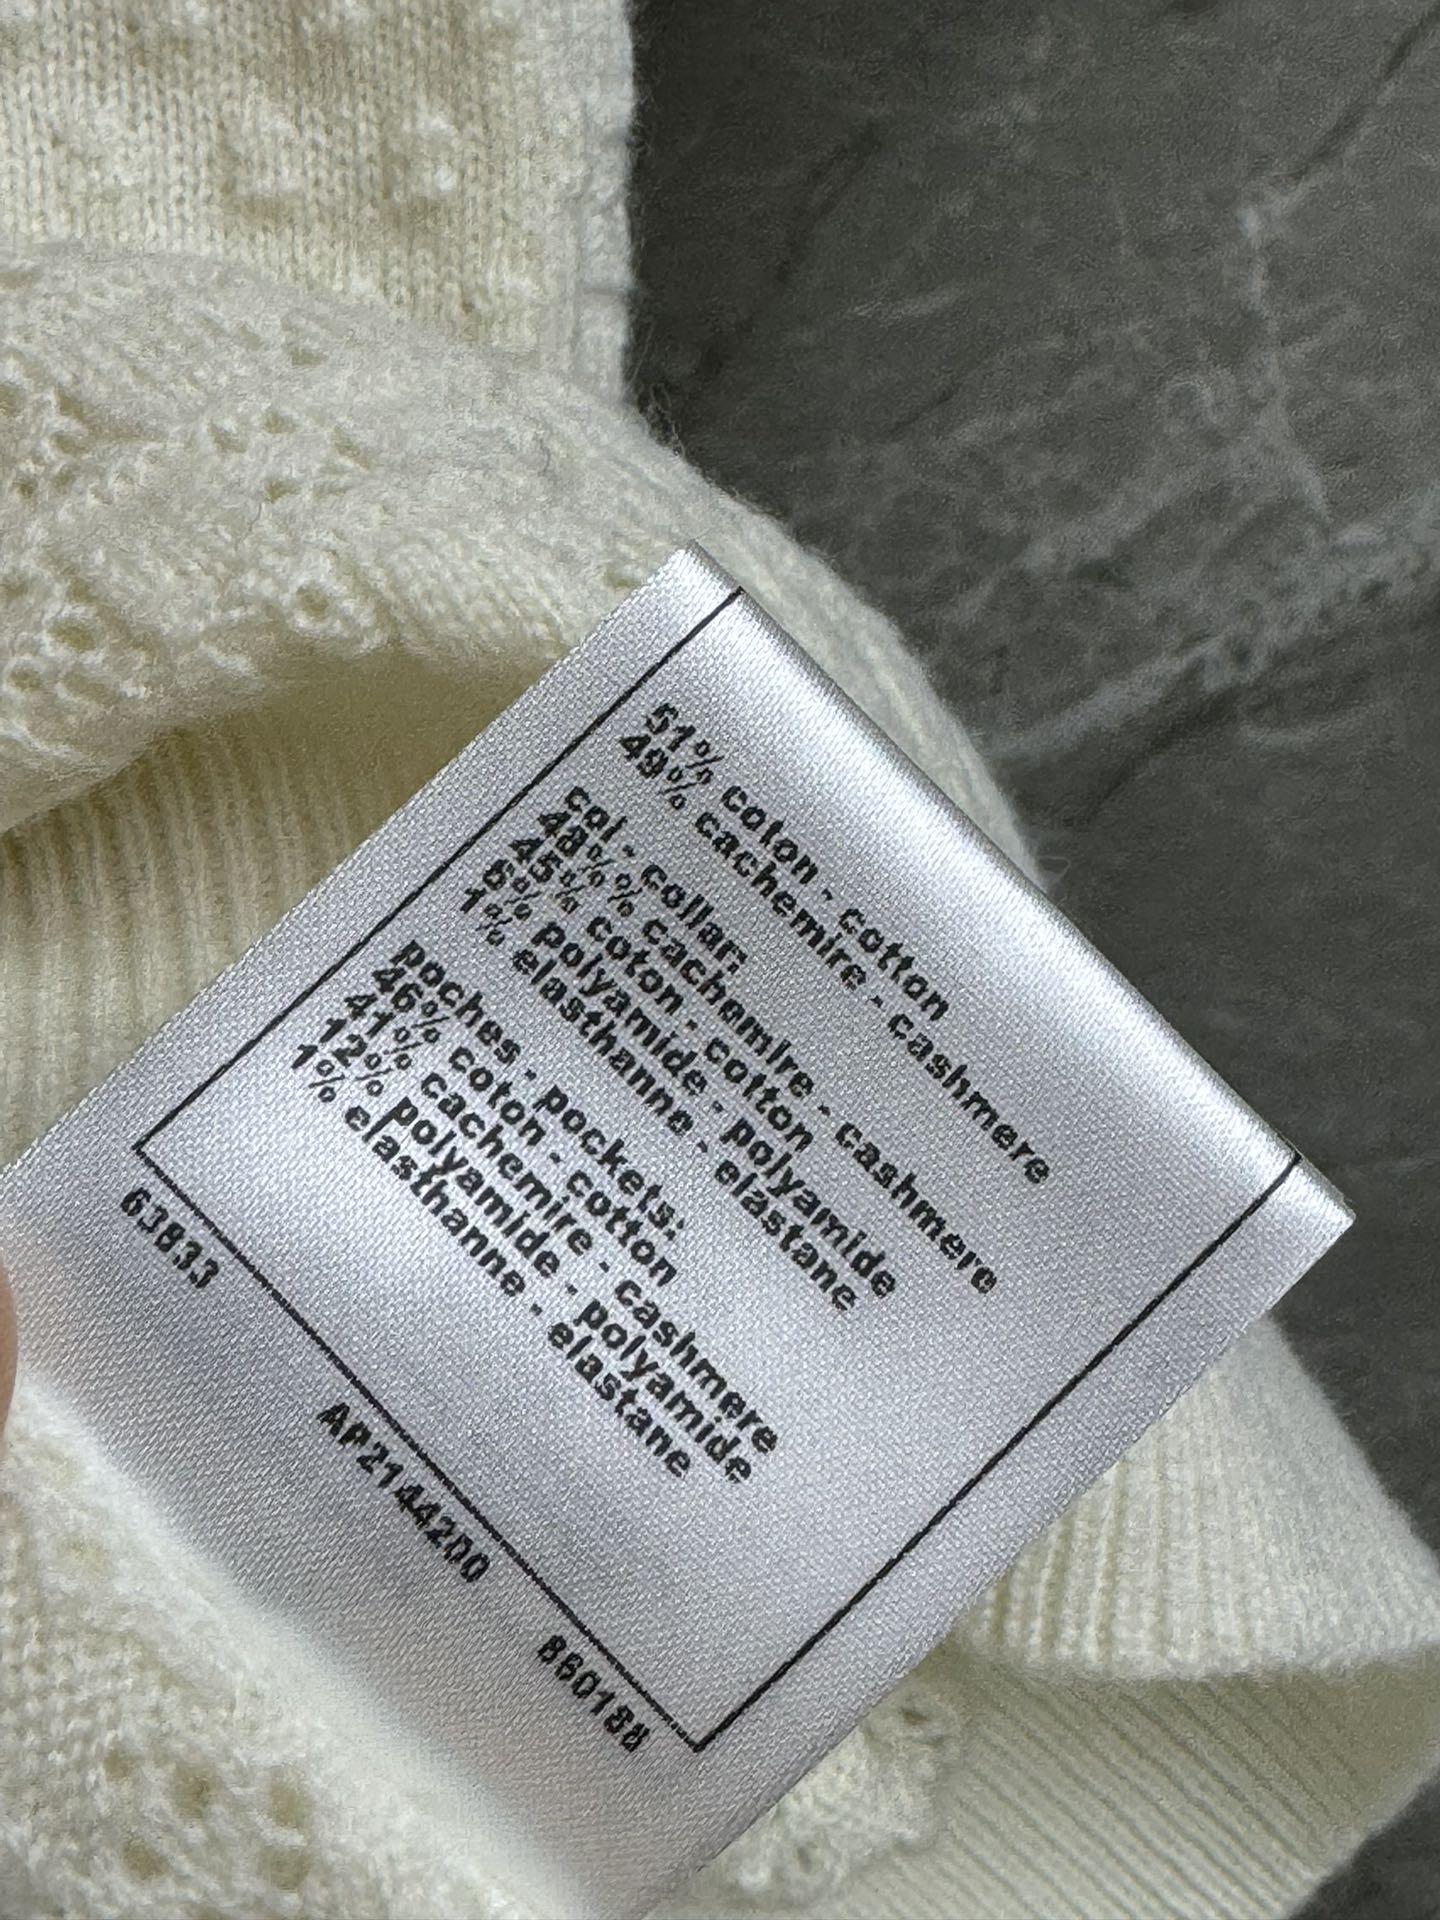 51% coton - cotton
49% cachemire - cashmere
col - collar:
48%% cachemire - cashmere
45% coton - cotton
6% polyamide - polyamide
1% elasthanne - elastane
poches - pockets:
46% coton - cotton
41% cachemire - cashmere
12% polyamide - polyamide
1% elasthanne - elastane
63833 AP2144200 860188